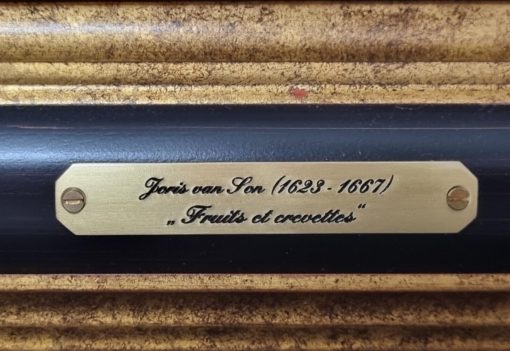 Joris van Son (1623 - 1667)
„Fruits et crevettes“